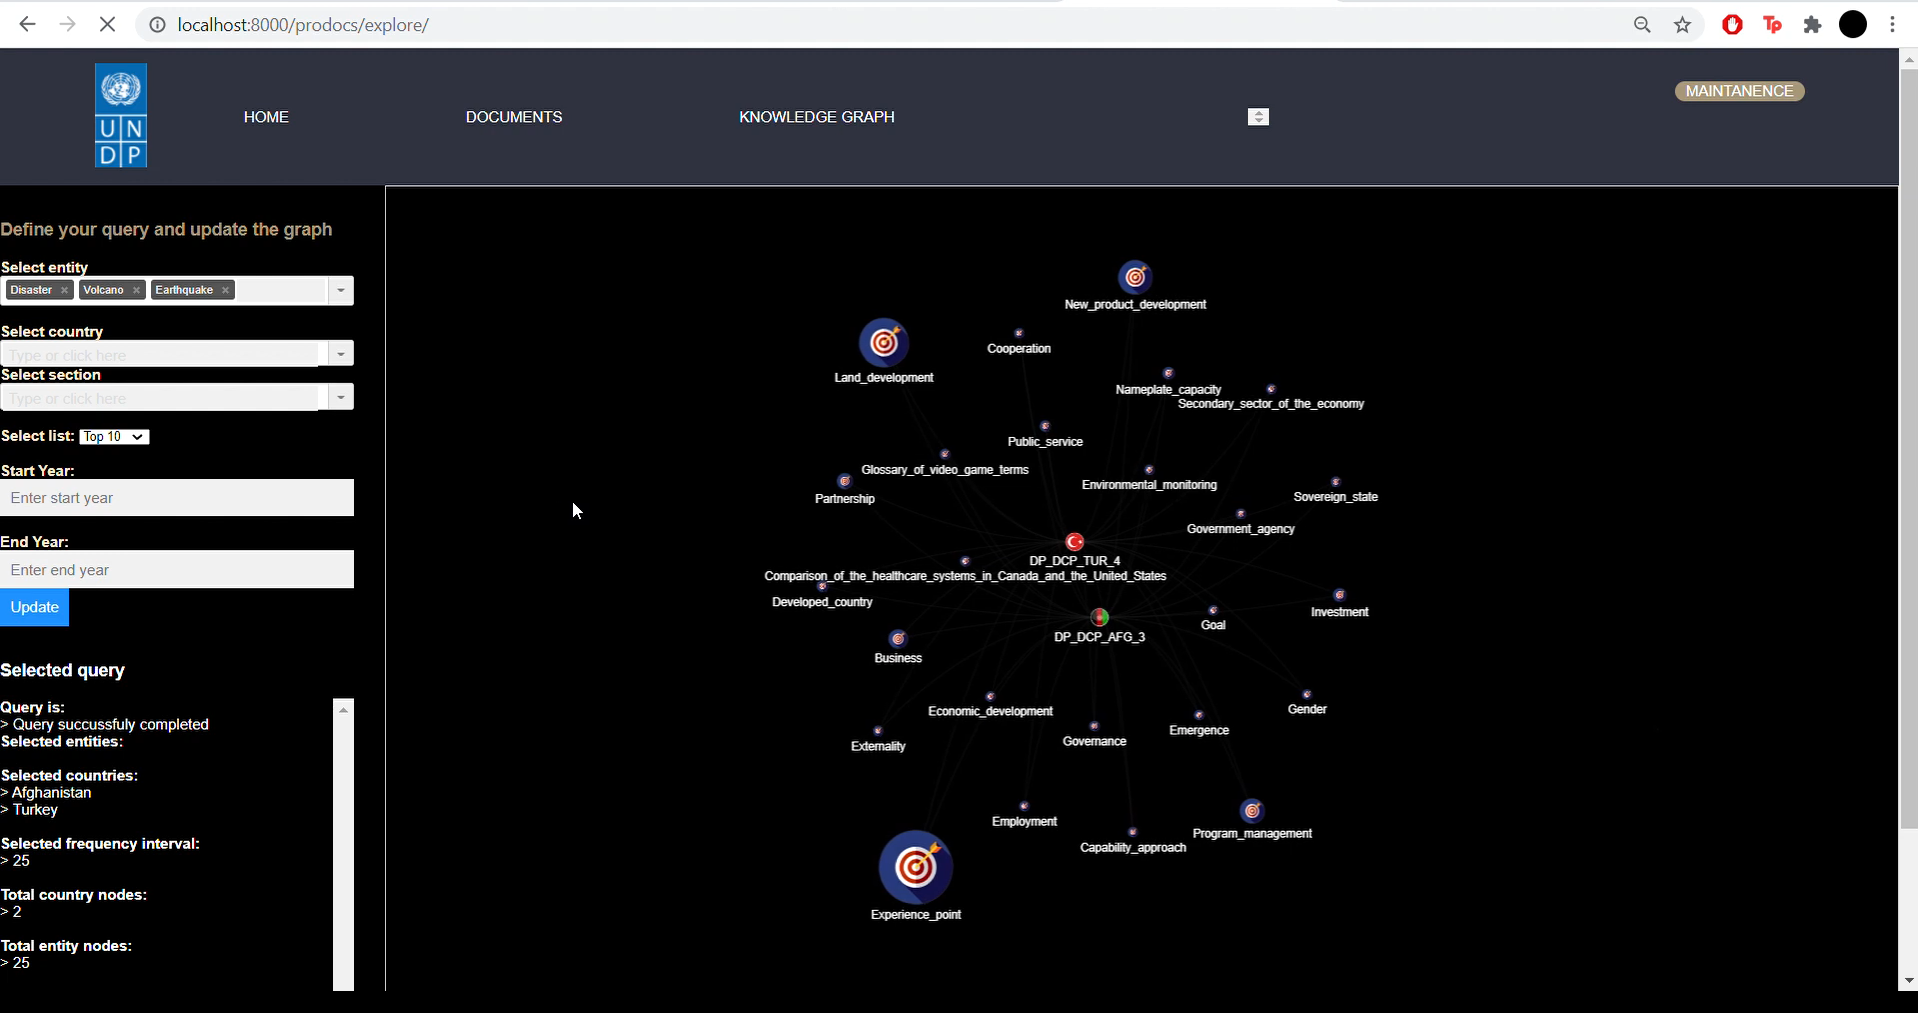 localhost:8000/prodocs/explore/
Tp
U N
D P
HOME
DOCUMENTS
KNOWLEDGE GRAPH
MAINTANENCE
Define your query and update the graph
Select entity
Disaster × Volcano × Earthquake ×
Select country
Type or click here
Select section
Type or click here
Select list: Top 10
Start Year:
Enter start year
End Year:
Enter end year
Update
Selected query
Query is:
> Query succussfuly completed
Selected entities:
Selected countries:
> Afghanistan
> Turkey
Selected frequency interval:
> 25
Total country nodes:
> 2
Total entity nodes:
> 25
New_product_development
Cooperation
Land_development
Nameplate_capacity
Secondary_sector_of_the_economy
Public_service
Glossary_of_video_game_terms
Environmental_monitoring
Partnership
Sovereign_state
Government_agency
DP_DCP_TUR_4
Comparison_of_the_healthcare_systems_in_Canada_and_the_United_States
Developed_country
Investment
Goal
DP_DCP_AFG_3
Business
Economic_development
Gender
Emergence
Governance
Externality
Employment
Program_management
Capability_approach
Experience_point